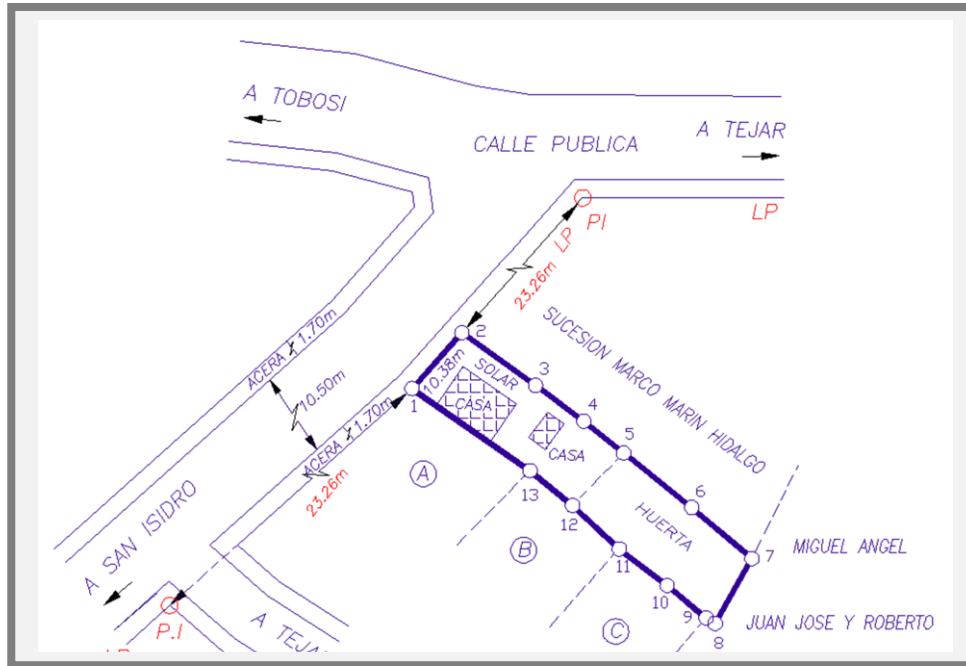 A TOBOSI
CALLE PUBLICA
A TEJAR
LP
PI
LP
23.26m
SUCESION MARCO MARIN HIDALGO
2
SOLAR
3
10.38m
1
CASA
4
CASA
5
ACERA 1.70m
10.50m
ACERA 1.70m
23.26m
A
13
12
B
6
HUERTA
7
MIGUEL ANGEL
11
10
9
8
JUAN JOSE Y ROBERTO
C
A SAN ISIDRO
P.I